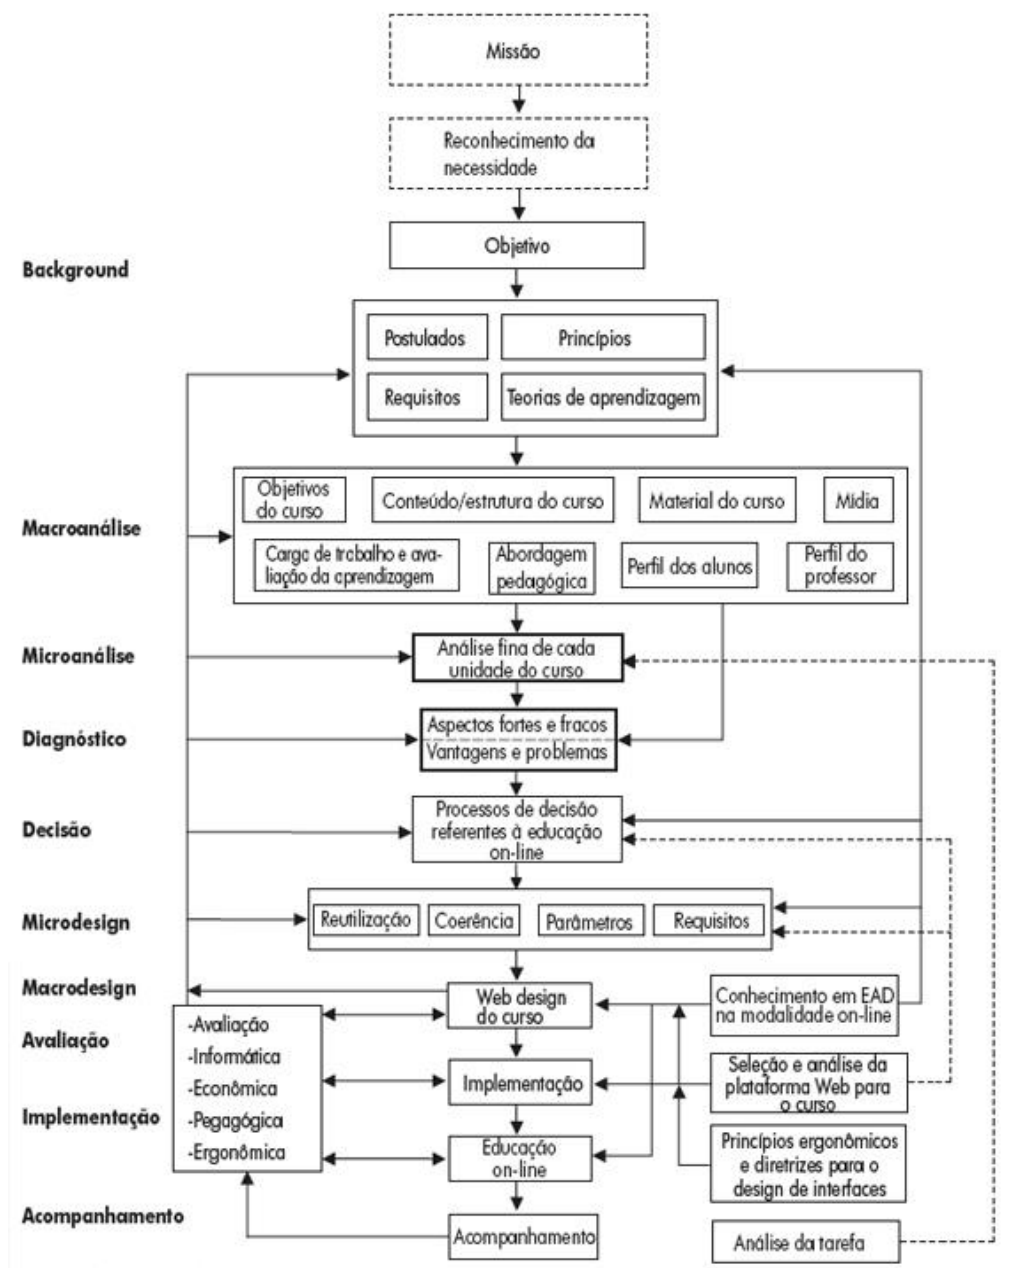 Missão
Reconhecimento da
necessidade
Objetivo
Background
Postulados
Princípios
Requisitos
Teorias de aprendizagem
Objetivos
do curso
Conteúdo/estrutura do curso
Material do curso
Mídia
Macroanálise
Carga de trabalho e ava-
liação da aprendizagem
Abordagem
pedagógica
Perfil dos alunos
Perfil do
professor
Microanálise
Análise fina de cada
unidade do curso
Diagnóstico
Aspectos fortes e fracos
Vantagens e problemas
Decisão
Processos de decisão
referentes à educação
on-line
Microdesign
Reutilização
Coerência
Parâmetros
Requisitos
Macrodesign
Web design
do curso
Conhecimento em EAD
na modalidade on-line
Avaliação
-Avaliação
-Informática
-Econômica
-Pegagógica
-Ergonômica
Implementação
Implementação
Seleção e análise da
plataforma Web para
o curso
Educação
on-line
Princípios ergonômicos
e diretrizes para o
design de interfaces
Acompanhamento
Acompanhamento
Análise da tarefa